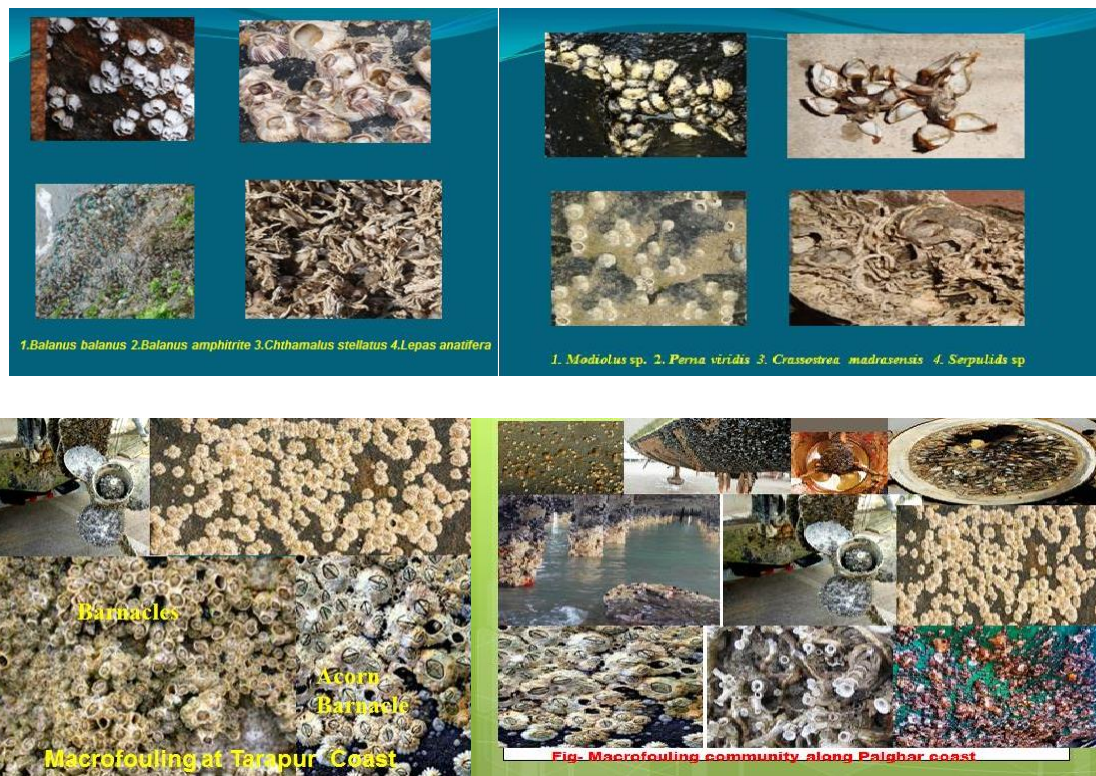 1.Balanus balanus 2.Balanus amphitrite 3.Chthamalus stellatus 4.Lepas anatifera
1. Modiolus sp. 2. Perna viridis 3. Crassostrea madrasensis 4. Serpulids sp
Barnacles
Acorn
Barnacle
Macrofouling at Tarapur Coast
Fig- Macrofouling community along Palghar coast